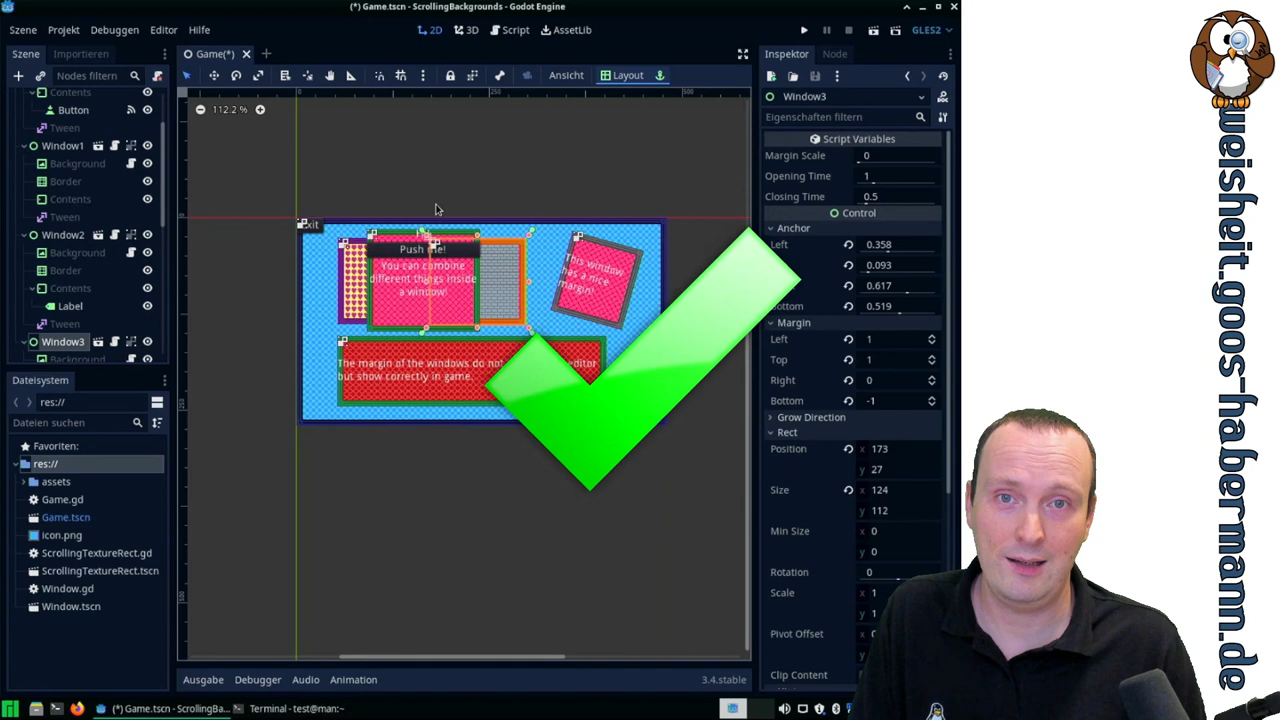 (*) Game.tscn - ScrollingBackgrounds - Godot Engine
Szene Projekt Debuggen Editor Hilfe
2D 3D Script AssetLib
GLES2
Szene Importieren
Game(*)
Inspektor Node
Nodes filtern
Ansicht Layout
Contents
Button
Tween
Window1
Background
Border
Contents
Tween
Window2
Background
Border
Contents
Label
Tween
Window3
Background
112.2 %
0 250 500
Exit
Push me!
You can combine
different things inside
a window!
This window
has a nice
margin!
The margin of the windows do not editor
but show correctly in game.
Window3
Eigenschaften filtern
Script Variables
Margin Scale 0
Opening Time 1
Closing Time 0.5
Control
Anchor
Left 0.358
0.093
0.617
Bottom 0.519
Margin
Left 1
Top 1
Right 0
Bottom -1
Grow Direction
Rect
Position x 173
y 27
Size x 124
y 112
Min Size x 0
y 0
Rotation 0
Scale x 1
y 1
Pivot Offset x
Clip Content
Dateisystem
res://
Dateien suchen
Favoriten:
res://
assets
Game.gd
Game.tscn
icon.png
ScrollingTextureRect.gd
ScrollingTextureRect.tscn
Window.gd
Window.tscn
Ausgabe Debugger Audio Animation
3.4.stable
(*) Game.tscn - ScrollingBa...
Terminal - test@man:~
weisheit.goos-habermann.de